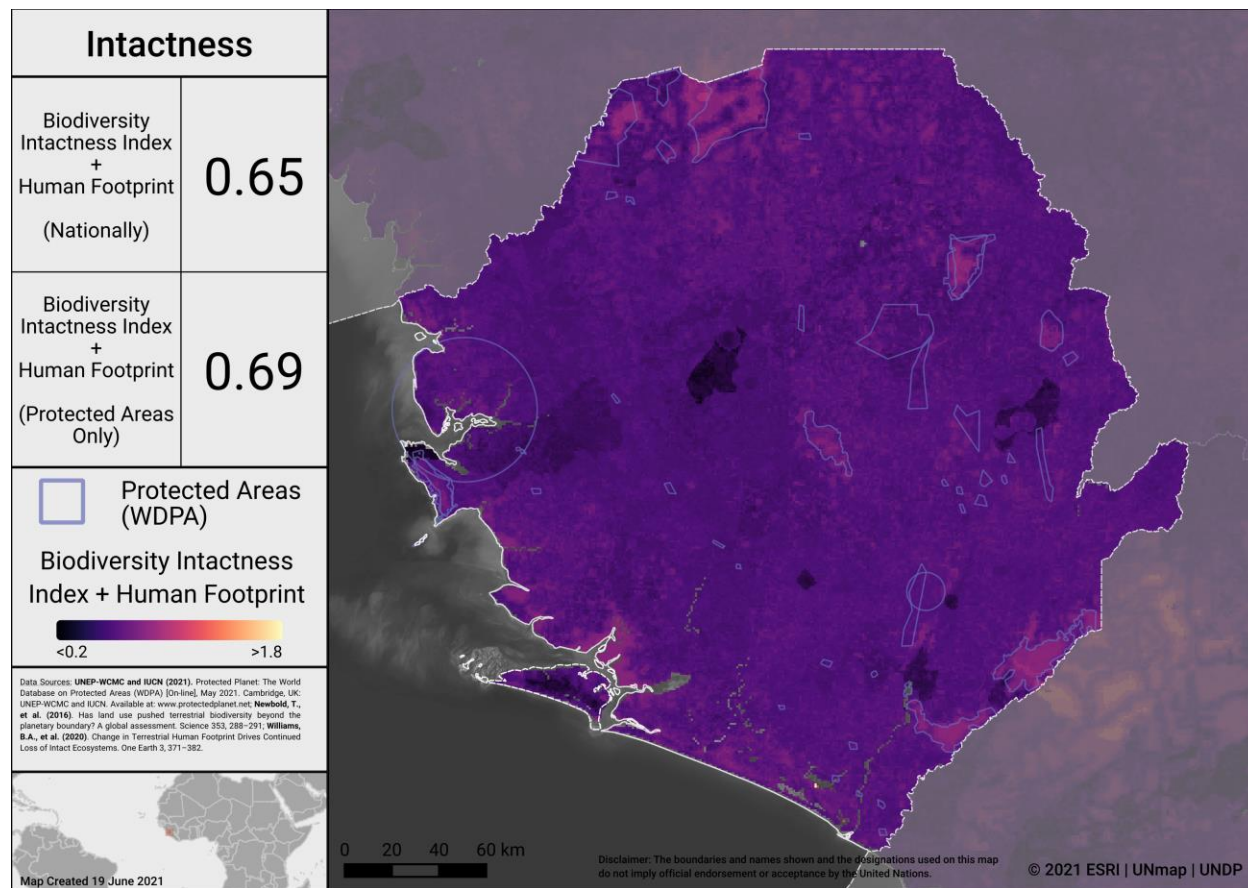 Intactness
Biodiversity
Intactness Index
+
Human Footprint
(Nationally)
0.65
Biodiversity
Intactness Index
+
Human Footprint
(Protected Areas
Only)
0.69
Protected Areas
(WDPA)
Biodiversity Intactness
Index + Human Footprint
<0.2 >1.8
Data Sources: UNEP-WCMC and IUCN (2021). Protected Planet: The World
Database on Protected Areas (WDPA) [On-line], May 2021. Cambridge, UK:
UNEP-WCMC and IUCN. Available at: www.protectedplanet.net; Newbold, T.,
et al. (2016). Has land use pushed terrestrial biodiversity beyond the
planetary boundary? A global assessment. Science 353, 288–291; Williams,
B.A., et al. (2020). Change in Terrestrial Human Footprint Drives Continued
Loss of Intact Ecosystems. One Earth 3, 371–382.
Map Created 19 June 2021
0 20 40 60 km
Disclaimer: The boundaries and names shown and the designations used on this map
do not imply official endorsement or acceptance by the United Nations.
© 2021 ESRI | UNmap | UNDP